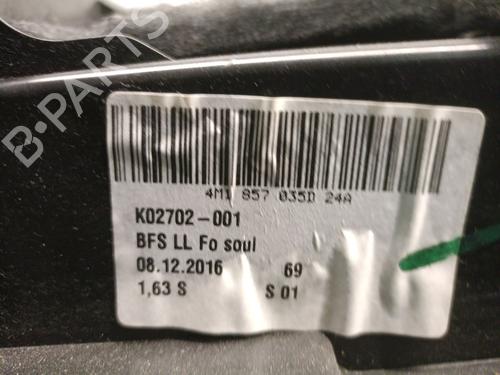 B-PARTS
4M1 857 035D 24A
K02702-001
BFS LL Fo soul
08.12.2016 69
1,63 S S 01